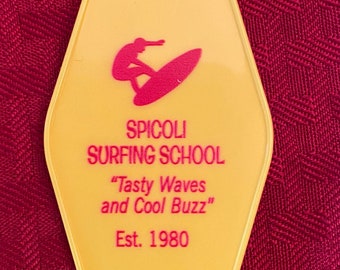 SPICOLI
SURFING SCHOOL
"Tasty Waves
and Cool Buzz"
Est. 1980